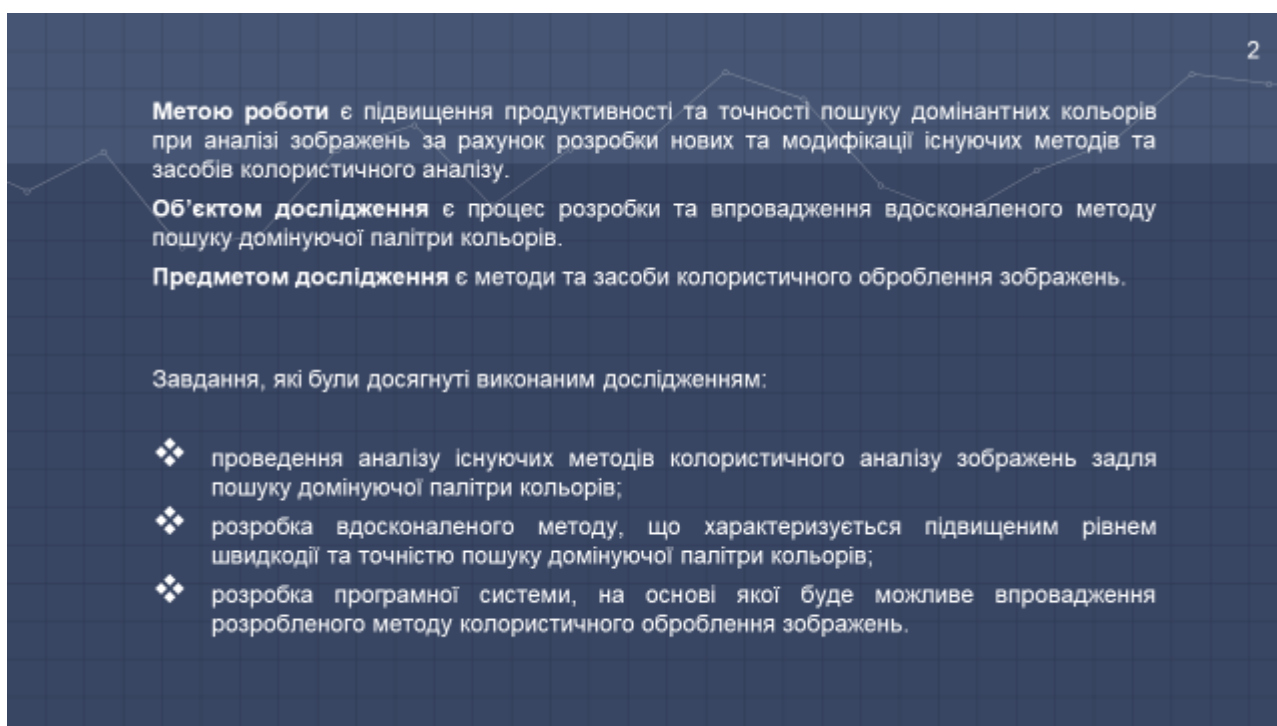 2
Метою роботи є підвищення продуктивності та точності пошуку домінантних кольорів
при аналізі зображень за рахунок розробки нових та модифікації існуючих методів та
засобів колористичного аналізу.
Об’єктом дослідження є процес розробки та впровадження вдосконаленого методу
пошуку домінуючої палітри кольорів.
Предметом дослідження є методи та засоби колористичного оброблення зображень.
Завдання, які були досягнуті виконаним дослідженням:
❖ проведення аналізу існуючих методів колористичного аналізу зображень задля
пошуку домінуючої палітри кольорів;
❖ розробка вдосконаленого методу, що характеризується підвищеним рівнем
швидкодії та точністю пошуку домінуючої палітри кольорів;
❖ розробка програмної системи, на основі якої буде можливе впровадження
розробленого методу колористичного оброблення зображень.